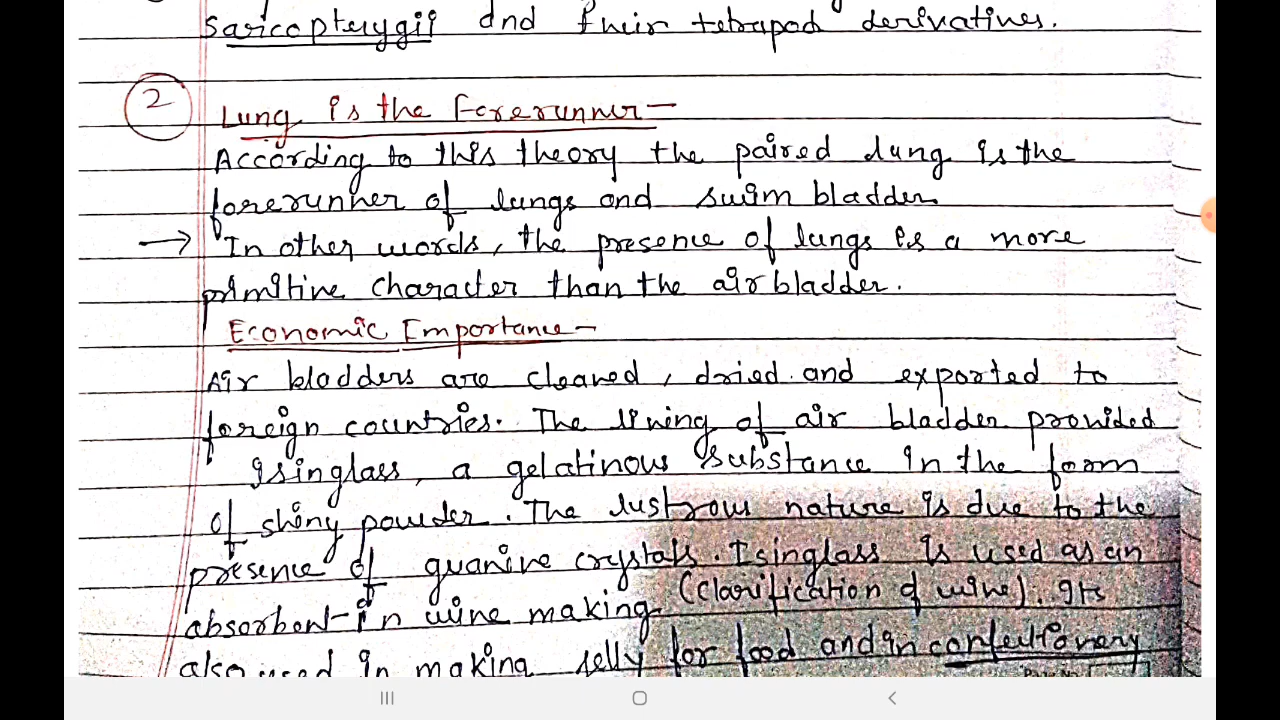 Sarcopterygii and their tetrapod derivatives.
2
Lung is the Forerunner-
According to this theory the paired lung is the
forerunner of lungs and swim bladder
→ In other words, the presence of lungs is a more
primitive character than the air bladder.
Economic Importance-
Air bladders are cleaned, dried and exported to
foreign countries. The lining of air bladder provided
isinglass, a gelatinous substance in the form
of shiny powder. The lustrous nature is due to the
presence of guanine crystals. Isinglass is used as an
absorbent in wine making (clarification of wine). Its
also used in making jelly for food and in confectionery
Page No.